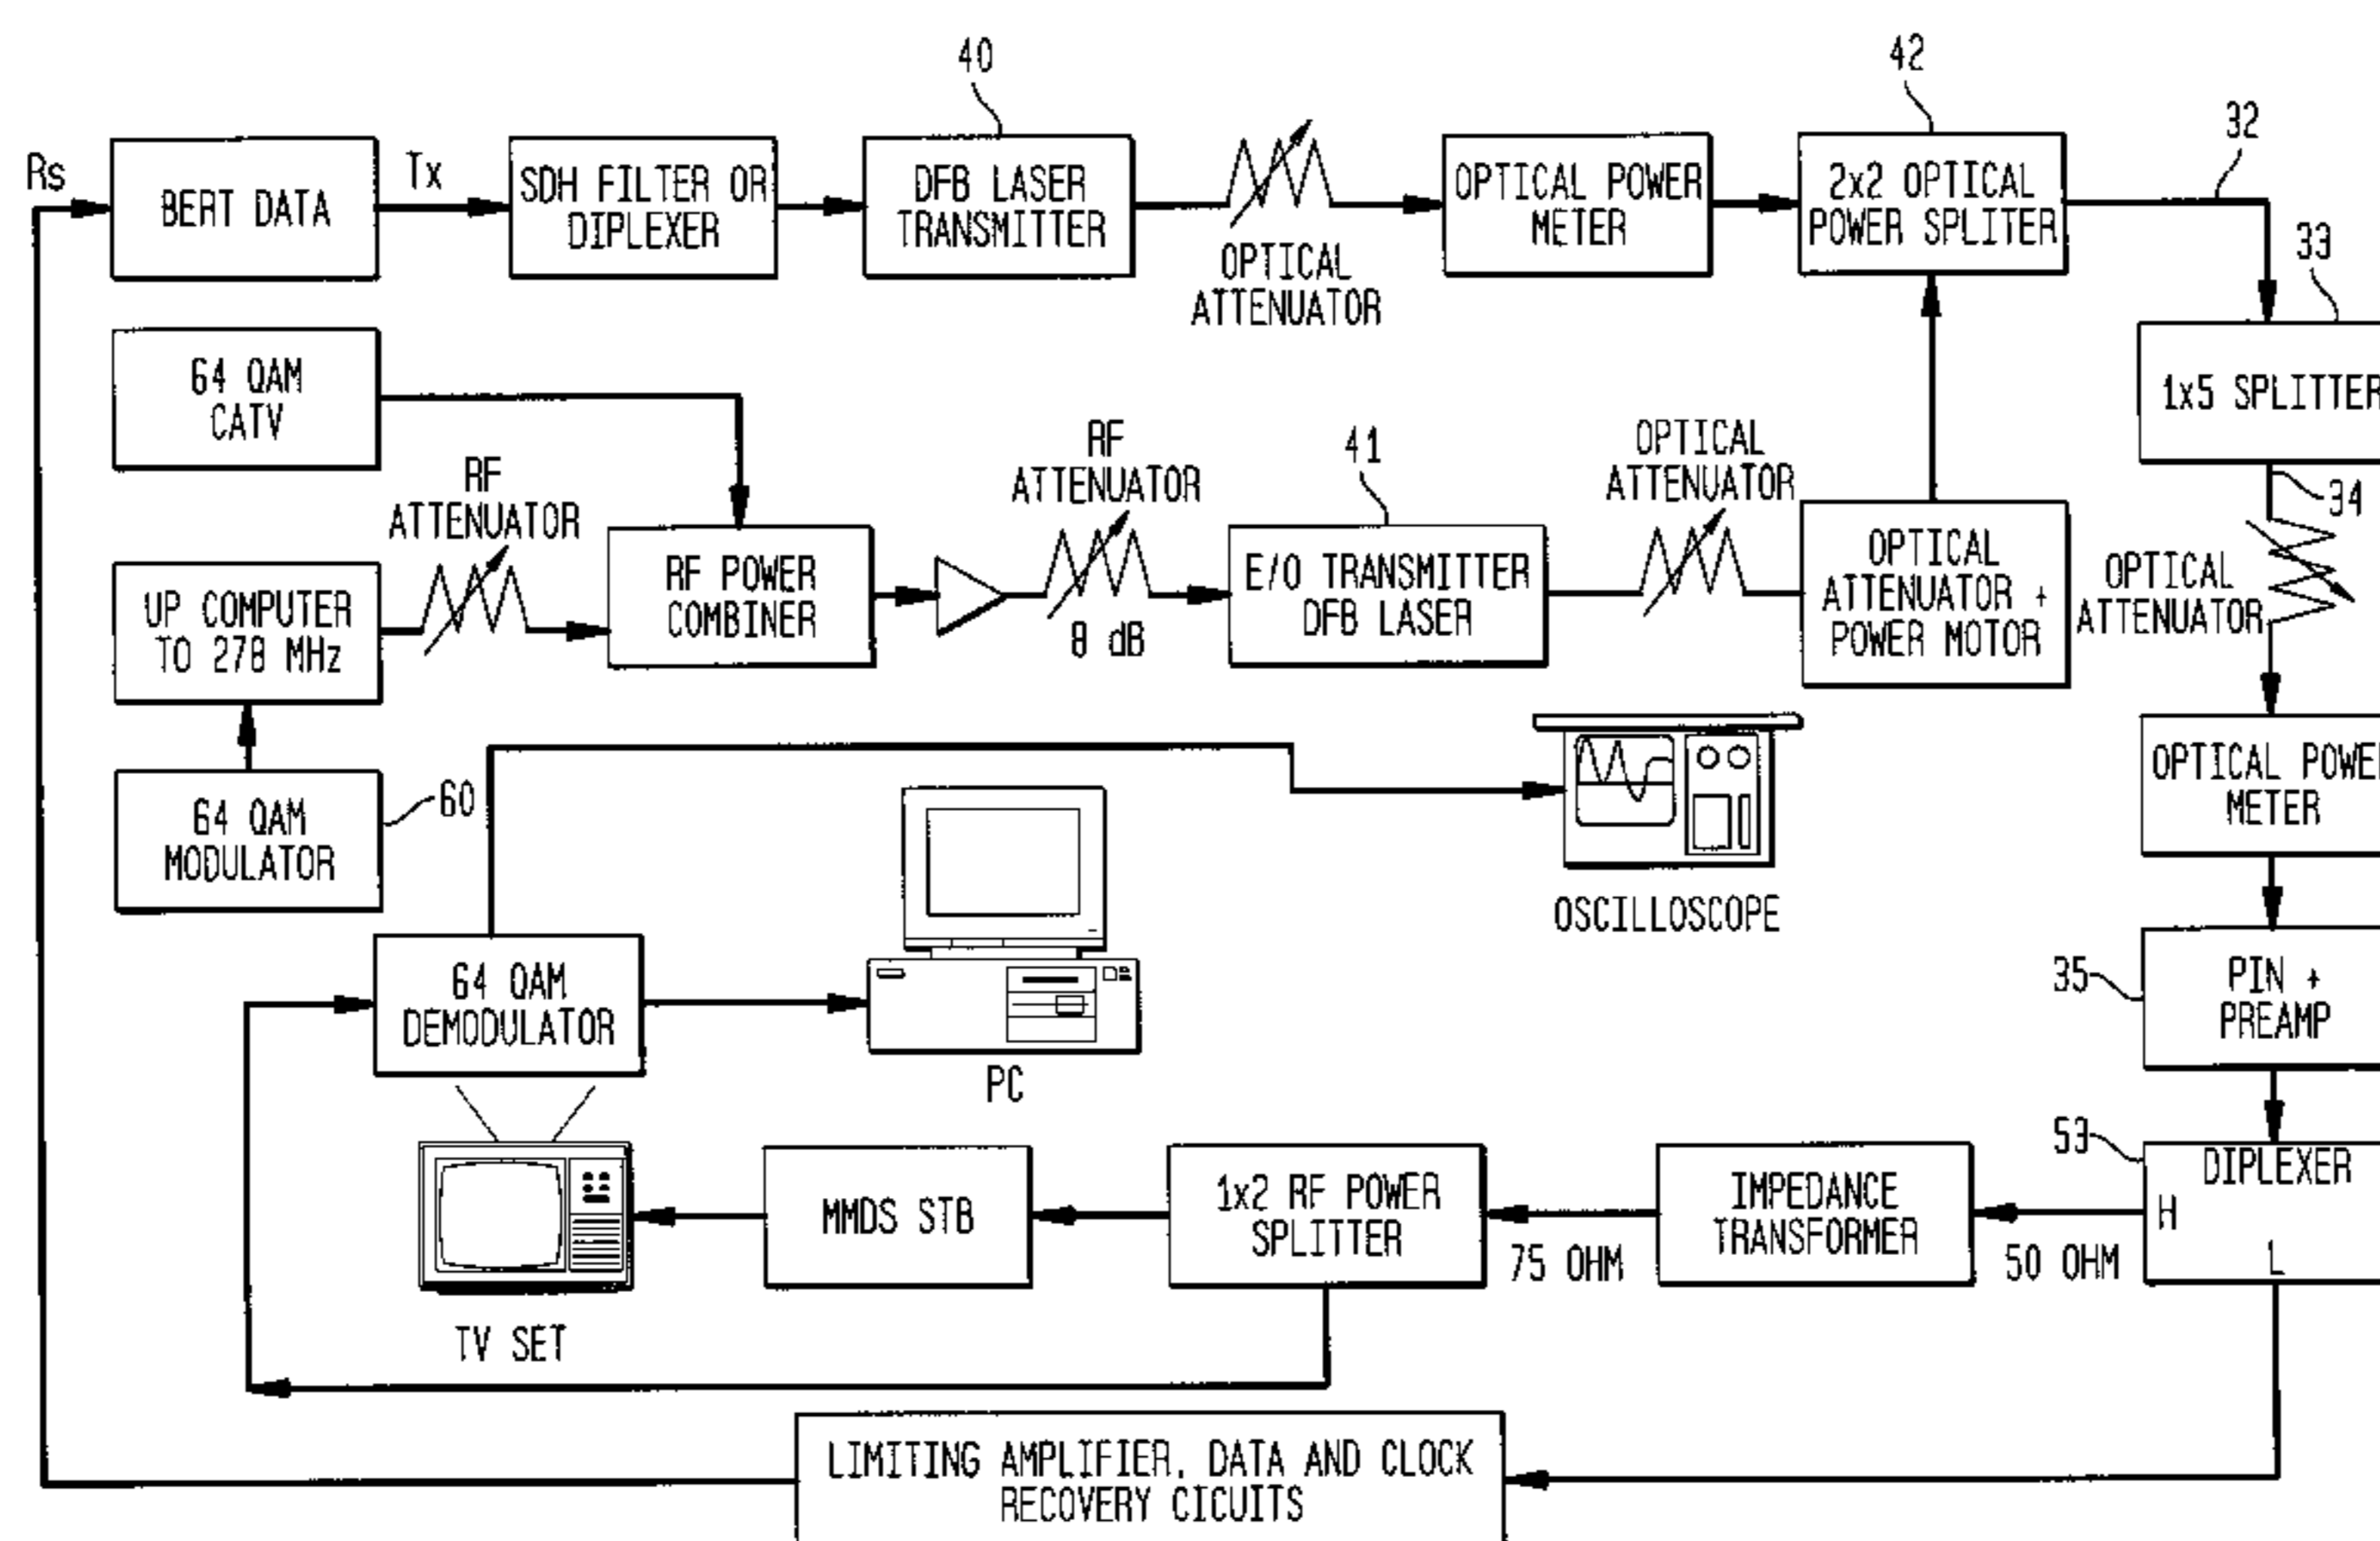 40
42
32
Rs
BERT DATA
Tx
SDH FILTER OR
DIPLEXER
DFB LASER
TRANSMITTER
OPTICAL
ATTENUATOR
OPTICAL POWER
METER
2x2 OPTICAL
POWER SPLITER
33
64 QAM
CATV
1x5 SPLITTER
RF
ATTENUATOR
RF
ATTENUATOR
41
OPTICAL
ATTENUATOR
34
UP COMPUTER
TO 278 MHz
RF POWER
COMBINER
8 dB
E/O TRANSMITTER
DFB LASER
OPTICAL
ATTENUATOR +
POWER MOTOR
OPTICAL
ATTENUATOR
64 QAM
MODULATOR
60
OPTICAL POWE
METER
OSCILLOSCOPE
64 QAM
DEMODULATOR
PC
35
PIN +
PREAMP
53
DIPLEXER
H
L
TV SET
MMDS STB
1x2 RF POWER
SPLITTER
75 OHM
IMPEDANCE
TRANSFORMER
50 OHM
LIMITING AMPLIFIER, DATA AND CLOCK
RECOVERY CICUITS